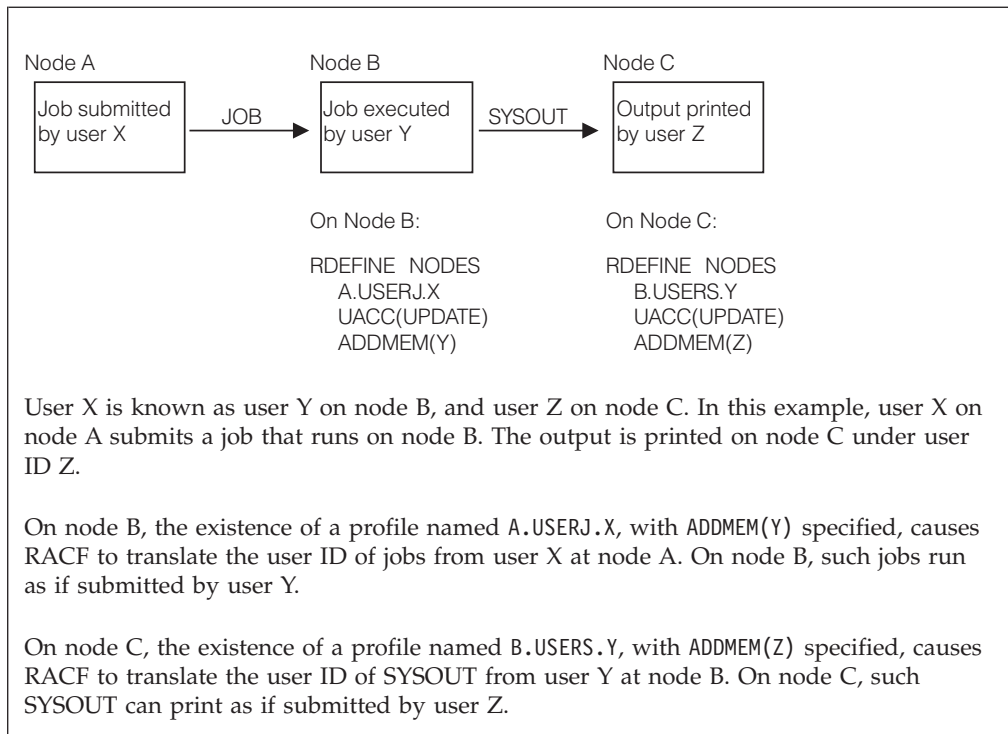 Node A
Node B
Node C
Job submitted
by user X
JOB
Job executed
by user Y
SYSOUT
Output printed
by user Z
On Node B:
RDEFINE NODES
A.USERJ.X
UACC(UPDATE)
ADDMEM(Y)
On Node C:
RDEFINE NODES
B.USERS.Y
UACC(UPDATE)
ADDMEM(Z)
User X is known as user Y on node B, and user Z on node C. In this example, user X on
node A submits a job that runs on node B. The output is printed on node C under user
ID Z.
On node B, the existence of a profile named A.USERJ.X, with ADDMEM(Y) specified, causes
RACF to translate the user ID of jobs from user X at node A. On node B, such jobs run
as if submitted by user Y.
On node C, the existence of a profile named B.USERS.Y, with ADDMEM(Z) specified, causes
RACF to translate the user ID of SYSOUT from user Y at node B. On node C, such
SYSOUT can print as if submitted by user Z.